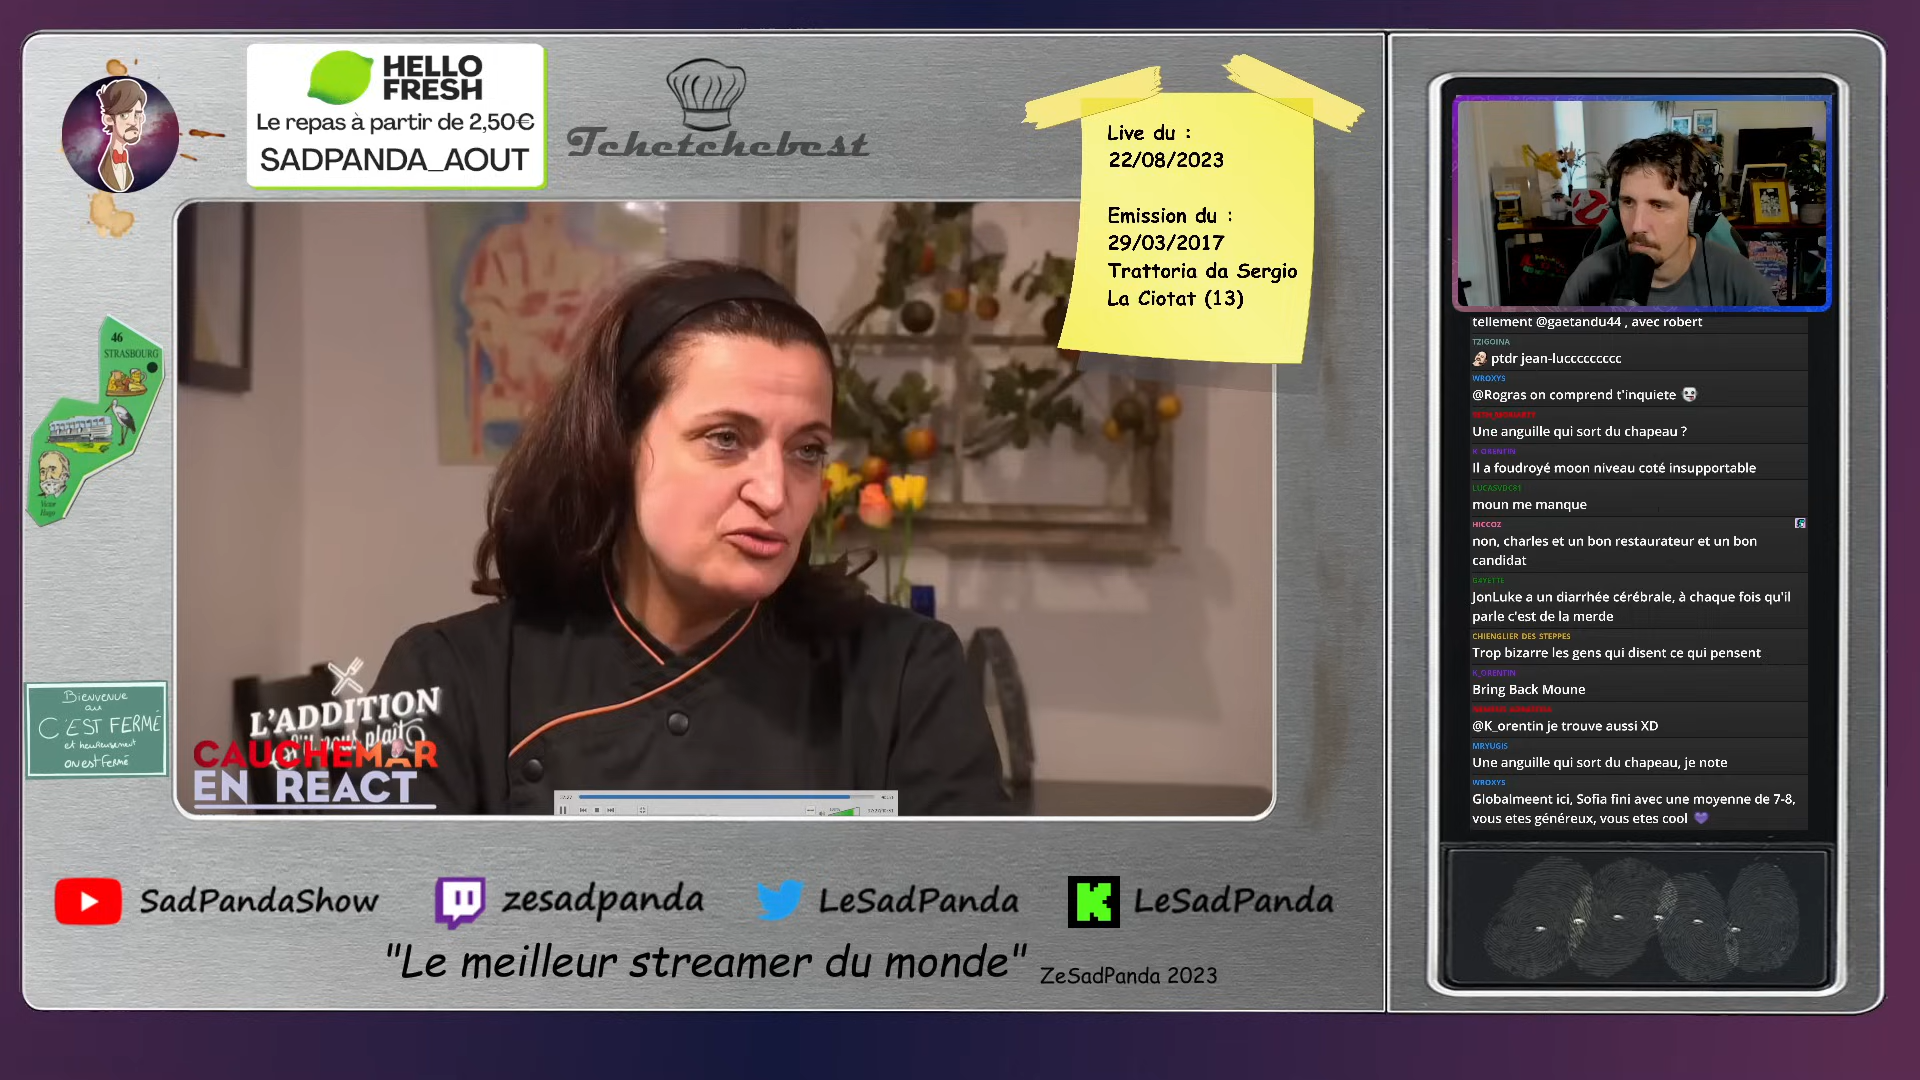 HELLO
FRESH
Le repas à partir de 2,50€
SADPANDA_AOUT
Tchetchebest
Live du :
22/08/2023
Emission du :
29/03/2017
Trattoria da Sergio
La Ciotat (13)
46
STRASBOURG
Victor
Hugo
BIENVENUE
au
C'EST FERMÉ
et heureusement
on est fermé
L'ADDITION
s'il nous plaît
CAUCHEMAR
EN REACT
tellement @gaetandu44 , avec robert
TZIGOINA
ptdr jean-luccccccccc
WROXYS
@Rogras on comprend t'inquiete
Une anguille qui sort du chapeau ?
K_ORENTIN
Il a foudroyé moon niveau coté insupportable
LUCASVDC81
moun me manque
HICCOZ
non, charles et un bon restaurateur et un bon
candidat
G4YETTE
JonLuke a un diarrhée cérébrale, à chaque fois qu'il
parle c'est de la merde
CHIENGLIER DES STEPPES
Trop bizarre les gens qui disent ce qui pensent
K_ORENTIN
Bring Back Moune
@K_orentin je trouve aussi XD
MRYUGIS
Une anguille qui sort du chapeau, je note
WROXYS
Globalmeent ici, Sofia fini avec une moyenne de 7-8,
vous etes généreux, vous etes cool
SadPandaShow
zesadpanda
LeSadPanda
LeSadPanda
"Le meilleur streamer du monde"
ZeSadPanda 2023